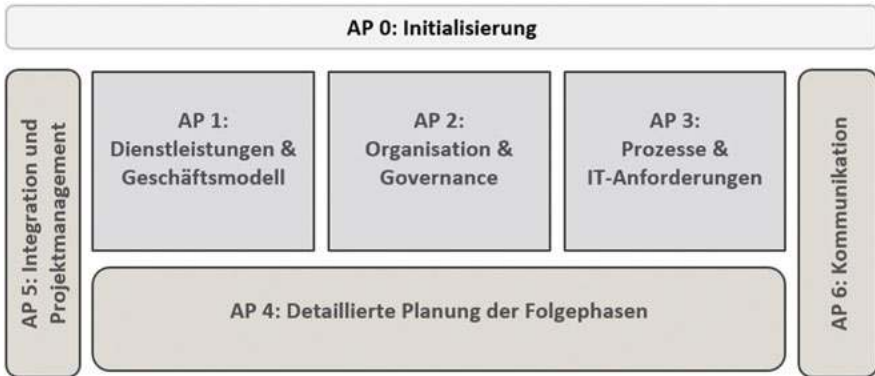 AP 0: Initialisierung
AP 5: Integration und
Projektmanagement
AP 1:
Dienstleistungen &
Geschäftsmodell
AP 2:
Organisation &
Governance
AP 3:
Prozesse &
IT-Anforderungen
AP 4: Detaillierte Planung der Folgephasen
AP 6: Kommunikation